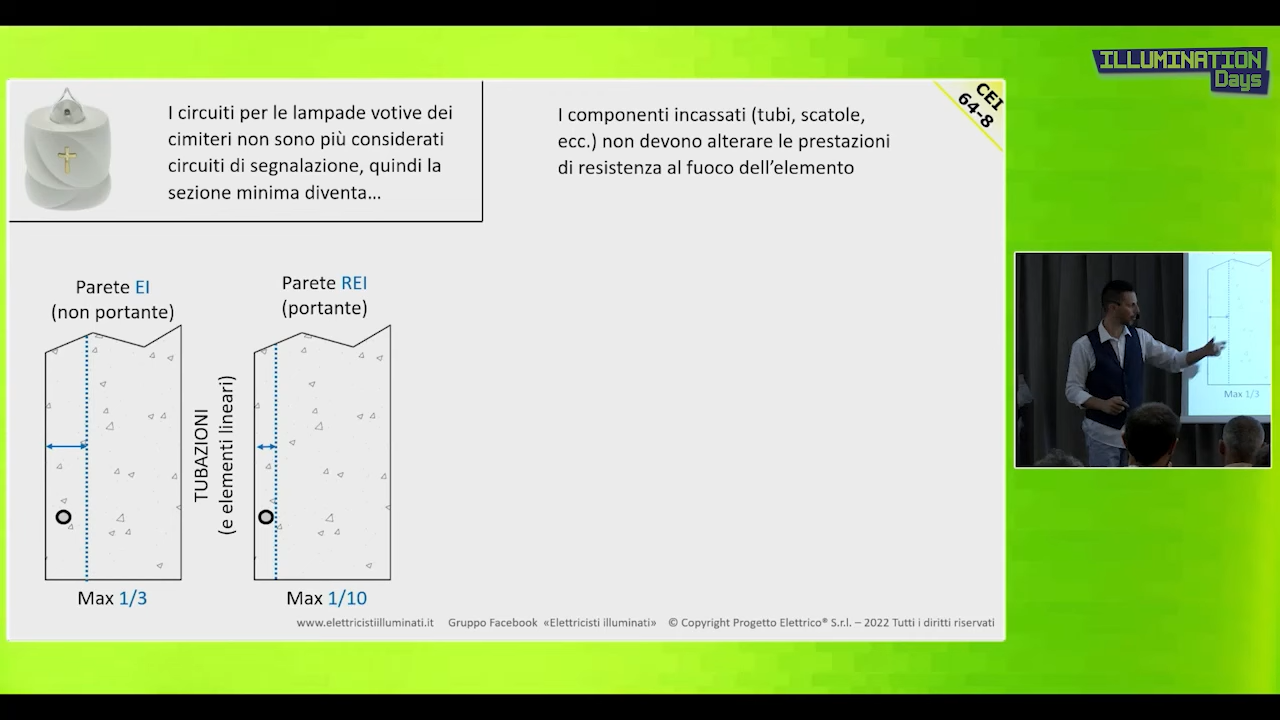 ILLUMINATION
Days
CEI
64-8
I circuiti per le lampade votive dei
cimiteri non sono più considerati
circuiti di segnalazione, quindi la
sezione minima diventa…
I componenti incassati (tubi, scatole,
ecc.) non devono alterare le prestazioni
di resistenza al fuoco dell’elemento
Parete EI
(non portante)
Parete REI
(portante)
TUBAZIONI
(e elementi lineari)
Max 1/3
Max 1/10
Max 1/3
www.elettricistiilluminati.it Gruppo Facebook «Elettricisti illuminati» © Copyright Progetto Elettrico® S.r.l. – 2022 Tutti i diritti riservati